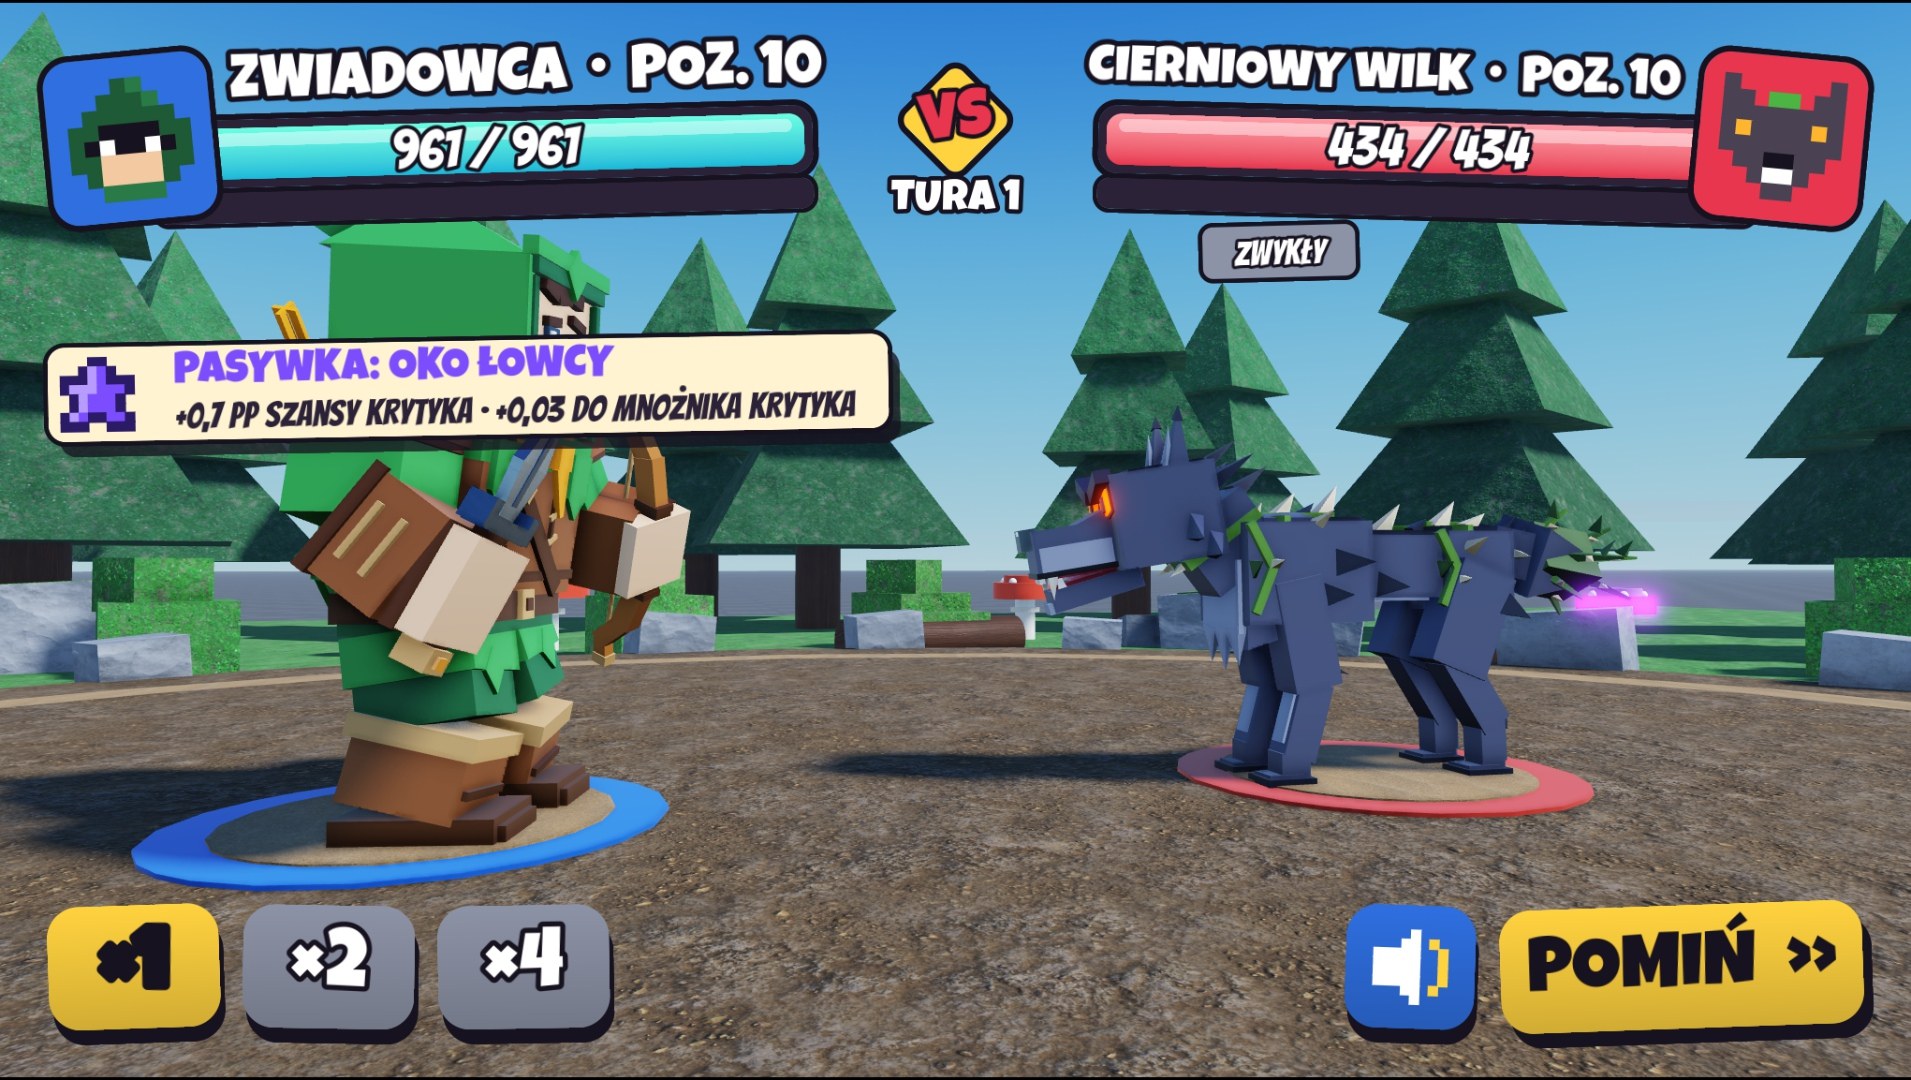 ZWIADOWCA • POZ. 10
961 / 961
VS
TURA 1
CIERNIOWY WILK • POZ. 10
434 / 434
ZWYKŁY
PASYWKA: OKO ŁOWCY
+0,7 PP SZANSY KRYTYKA • +0,03 DO MNOŻNIKA KRYTYKA
×1
×2
×4
POMIŃ »